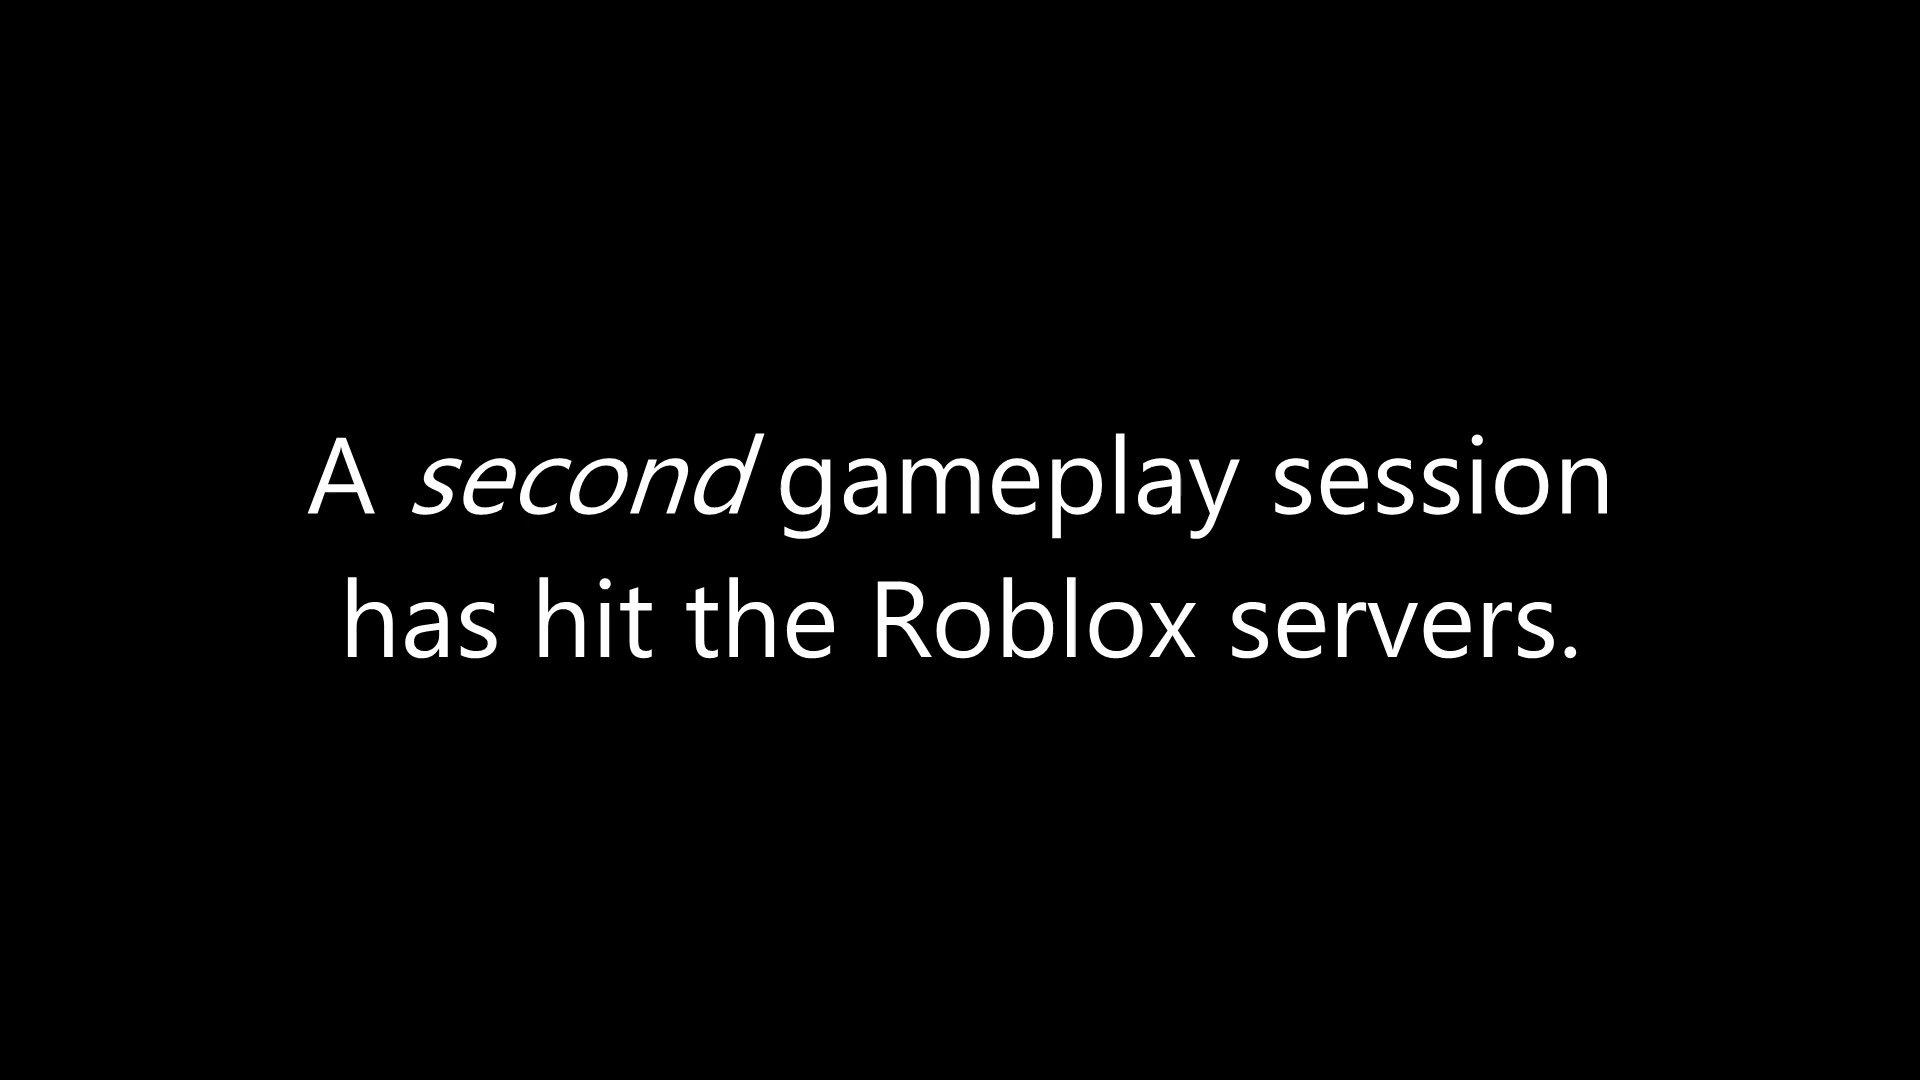 A second gameplay session
has hit the Roblox servers.